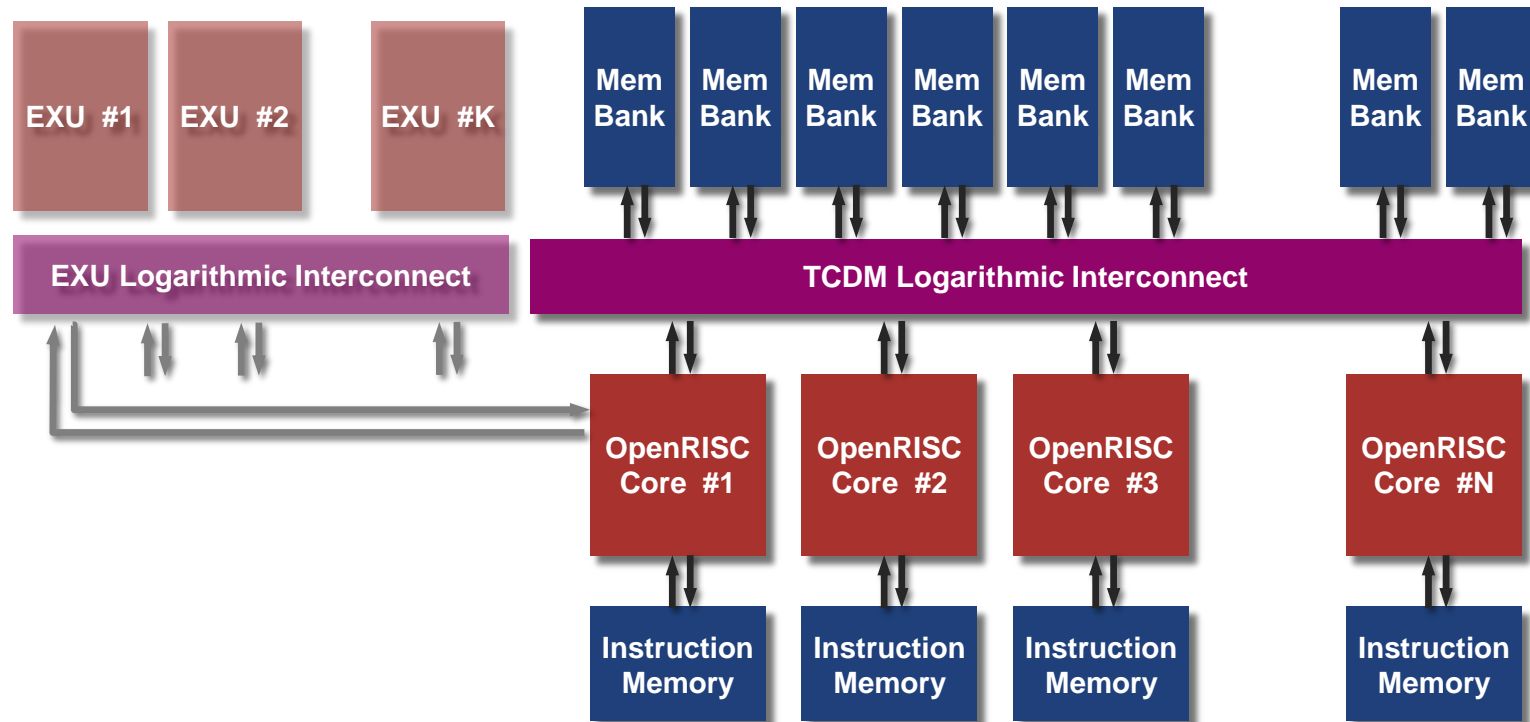 EXU #1
EXU #2
EXU #K
Mem
Bank
Mem
Bank
Mem
Bank
Mem
Bank
Mem
Bank
Mem
Bank
Mem
Bank
Mem
Bank
EXU Logarithmic Interconnect
TCDM Logarithmic Interconnect
OpenRISC
Core #1
OpenRISC
Core #2
OpenRISC
Core #3
OpenRISC
Core #N
Instruction
Memory
Instruction
Memory
Instruction
Memory
Instruction
Memory